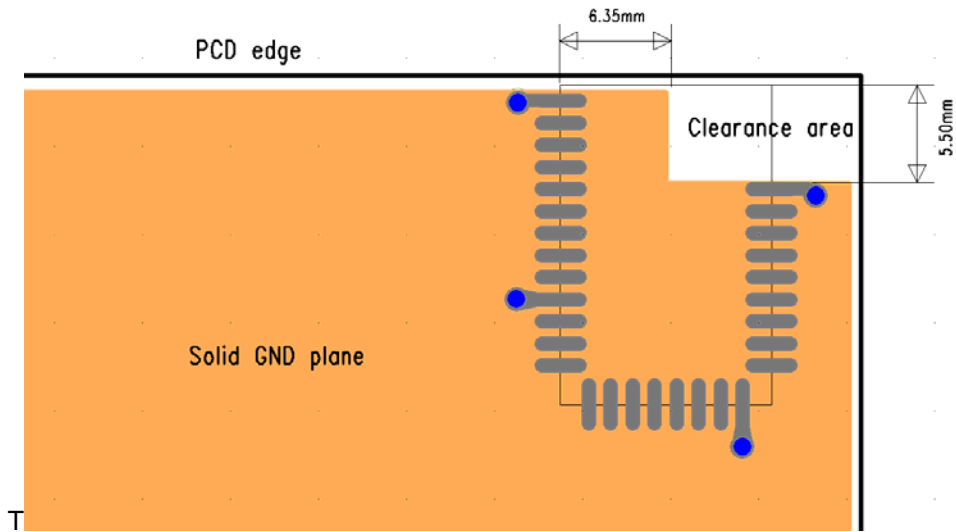 6.35mm
PCD edge
Clearance area
5.50mm
Solid GND plane
T